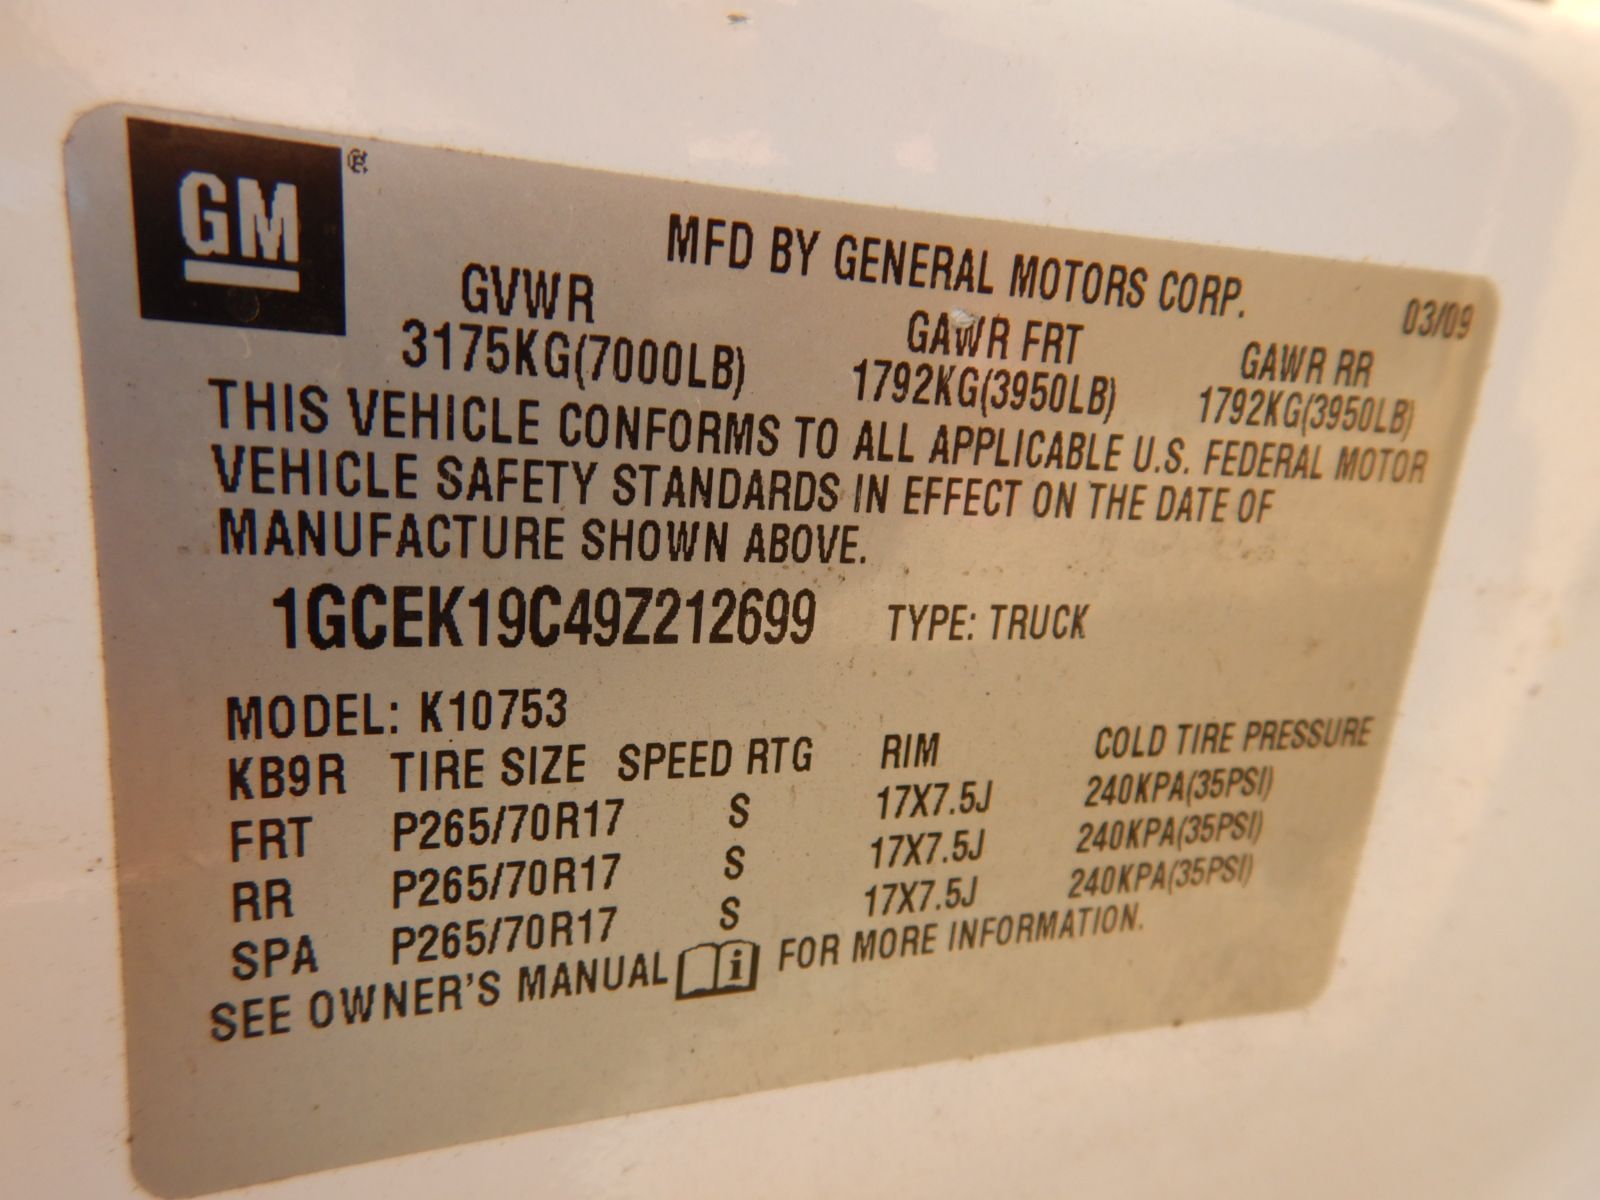 GM ®
MFD BY GENERAL MOTORS CORP.
03/09
GVWR GAWR FRT GAWR RR
3175KG(7000LB) 1792KG(3950LB) 1792KG(3950LB)
THIS VEHICLE CONFORMS TO ALL APPLICABLE U.S. FEDERAL MOTOR
VEHICLE SAFETY STANDARDS IN EFFECT ON THE DATE OF
MANUFACTURE SHOWN ABOVE.
1GCEK19C49Z212699 TYPE: TRUCK
MODEL: K10753
KB9R TIRE SIZE SPEED RTG RIM COLD TIRE PRESSURE
FRT P265/70R17 S 17X7.5J 240KPA(35PSI)
RR P265/70R17 S 17X7.5J 240KPA(35PSI)
SPA P265/70R17 S 17X7.5J 240KPA(35PSI)
SEE OWNER'S MANUAL i FOR MORE INFORMATION.